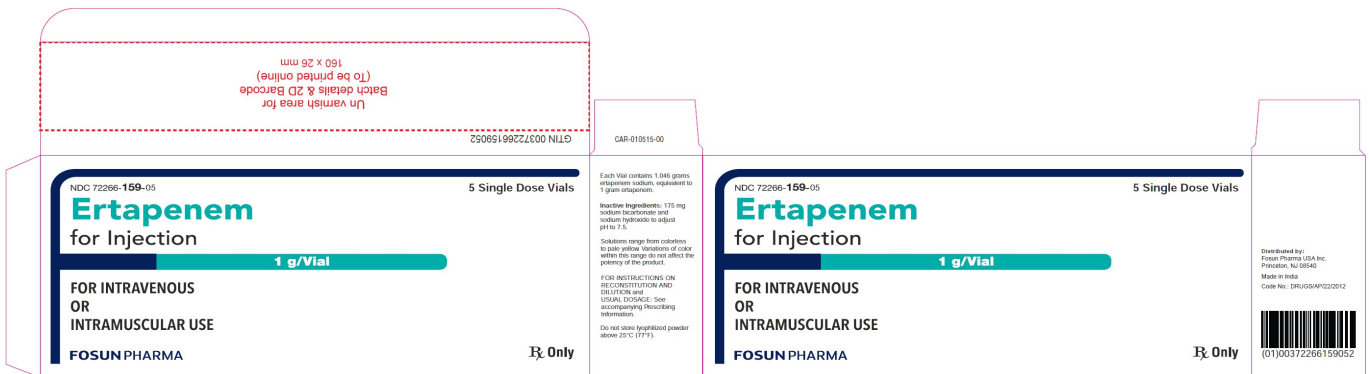 Un varnish area for
Batch details & 2D Barcode
(To be printed online)
160 x 26 mm
GTIN 00372266159052
CAR-010515-00
NDC 72266-159-05
5 Single Dose Vials
Ertapenem
for Injection
1 g/Vial
FOR INTRAVENOUS
OR
INTRAMUSCULAR USE
FOSUN PHARMA
Rx Only
Each Vial contains 1.046 grams
ertapenem sodium, equivalent to
1 gram ertapenem.
Inactive Ingredients: 175 mg
sodium bicarbonate and
sodium hydroxide to adjust
pH to 7.5.
Solutions range from colorless
to pale yellow. Variations of color
within this range do not affect the
potency of the product.
FOR INSTRUCTIONS ON
RECONSTITUTION AND
DILUTION and
USUAL DOSAGE: See
accompanying Prescribing
Information.
Do not store lyophilized powder
above 25°C (77°F).
NDC 72266-159-05
5 Single Dose Vials
Ertapenem
for Injection
1 g/Vial
FOR INTRAVENOUS
OR
INTRAMUSCULAR USE
FOSUN PHARMA
Rx Only
Distributed by:
Fosun Pharma USA Inc.
Princeton, NJ 08540
Made in India
Code No.: DRUGS/AP/22/2012
(01)00372266159052